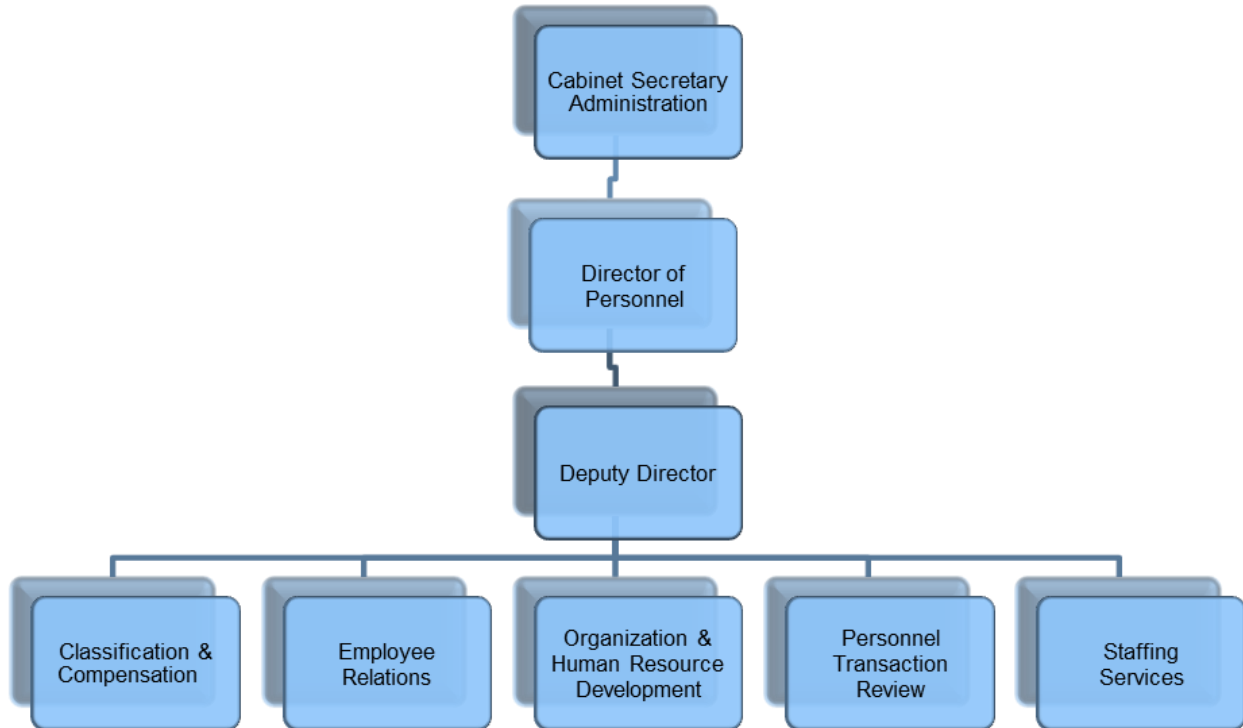 Cabinet Secretary
Administration
Director of
Personnel
Deputy Director
Classification &
Compensation
Employee
Relations
Organization &
Human Resource
Development
Personnel
Transaction
Review
Staffing
Services